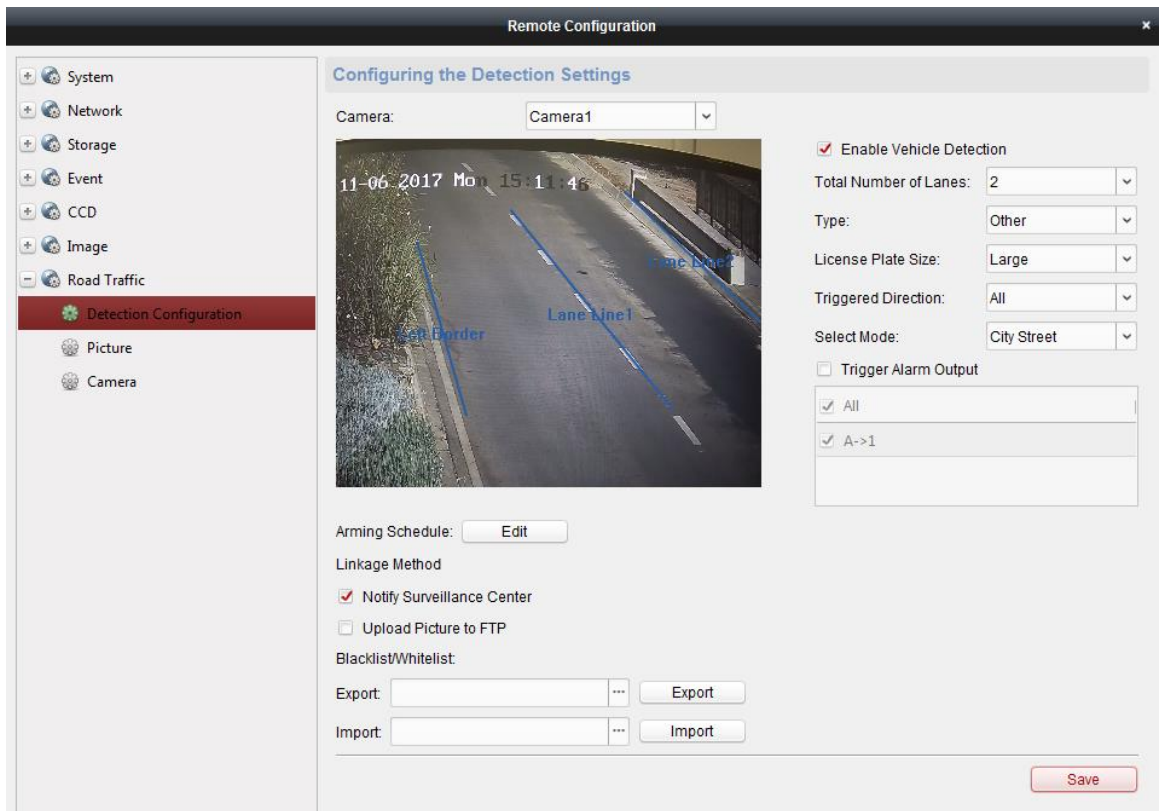 Remote Configuration ×
System
Network
Storage
Event
CCD
Image
Road Traffic
Detection Configuration
Picture
Camera
Configuring the Detection Settings
Camera: Camera1
11-06 2017 Mon 15:11:46
Left Border
Lane Line1
Lane Line2
Enable Vehicle Detection
Total Number of Lanes: 2
Type: Other
License Plate Size: Large
Triggered Direction: All
Select Mode: City Street
Trigger Alarm Output
All
A->1
Arming Schedule: Edit
Linkage Method
Notify Surveillance Center
Upload Picture to FTP
Blacklist/Whitelist:
Export: ... Export
Import: ... Import
Save